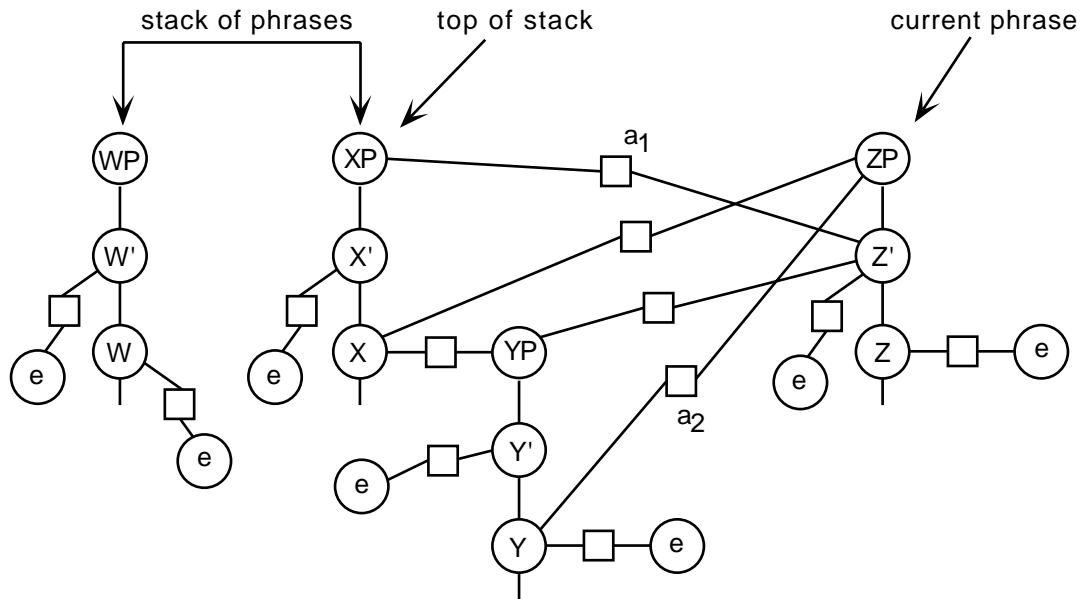 stack of phrases top of stack current phrase
a1
WP XP ZP
W' X' Z'
W X YP Z e
e e e
a2
e e Y'
Y e